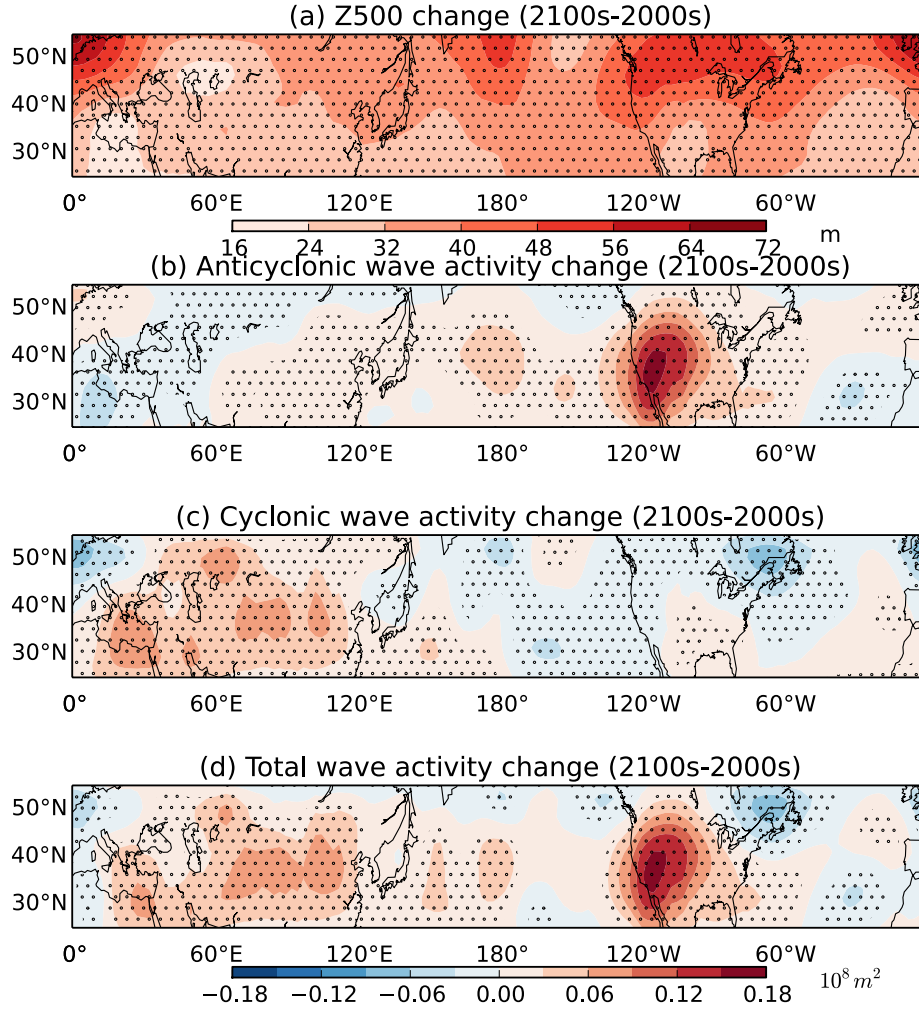 (a) Z500 change (2100s-2000s)
50°N
40°N
30°N
0° 60°E 120°E 180° 120°W 60°W
16 24 32 40 48 56 64 72 m
(b) Anticyclonic wave activity change (2100s-2000s)
50°N
40°N
30°N
0° 60°E 120°E 180° 120°W 60°W
(c) Cyclonic wave activity change (2100s-2000s)
50°N
40°N
30°N
0° 60°E 120°E 180° 120°W 60°W
(d) Total wave activity change (2100s-2000s)
50°N
40°N
30°N
0° 60°E 120°E 180° 120°W 60°W
−0.18 −0.12 −0.06 0.00 0.06 0.12 0.18 10⁸ m²